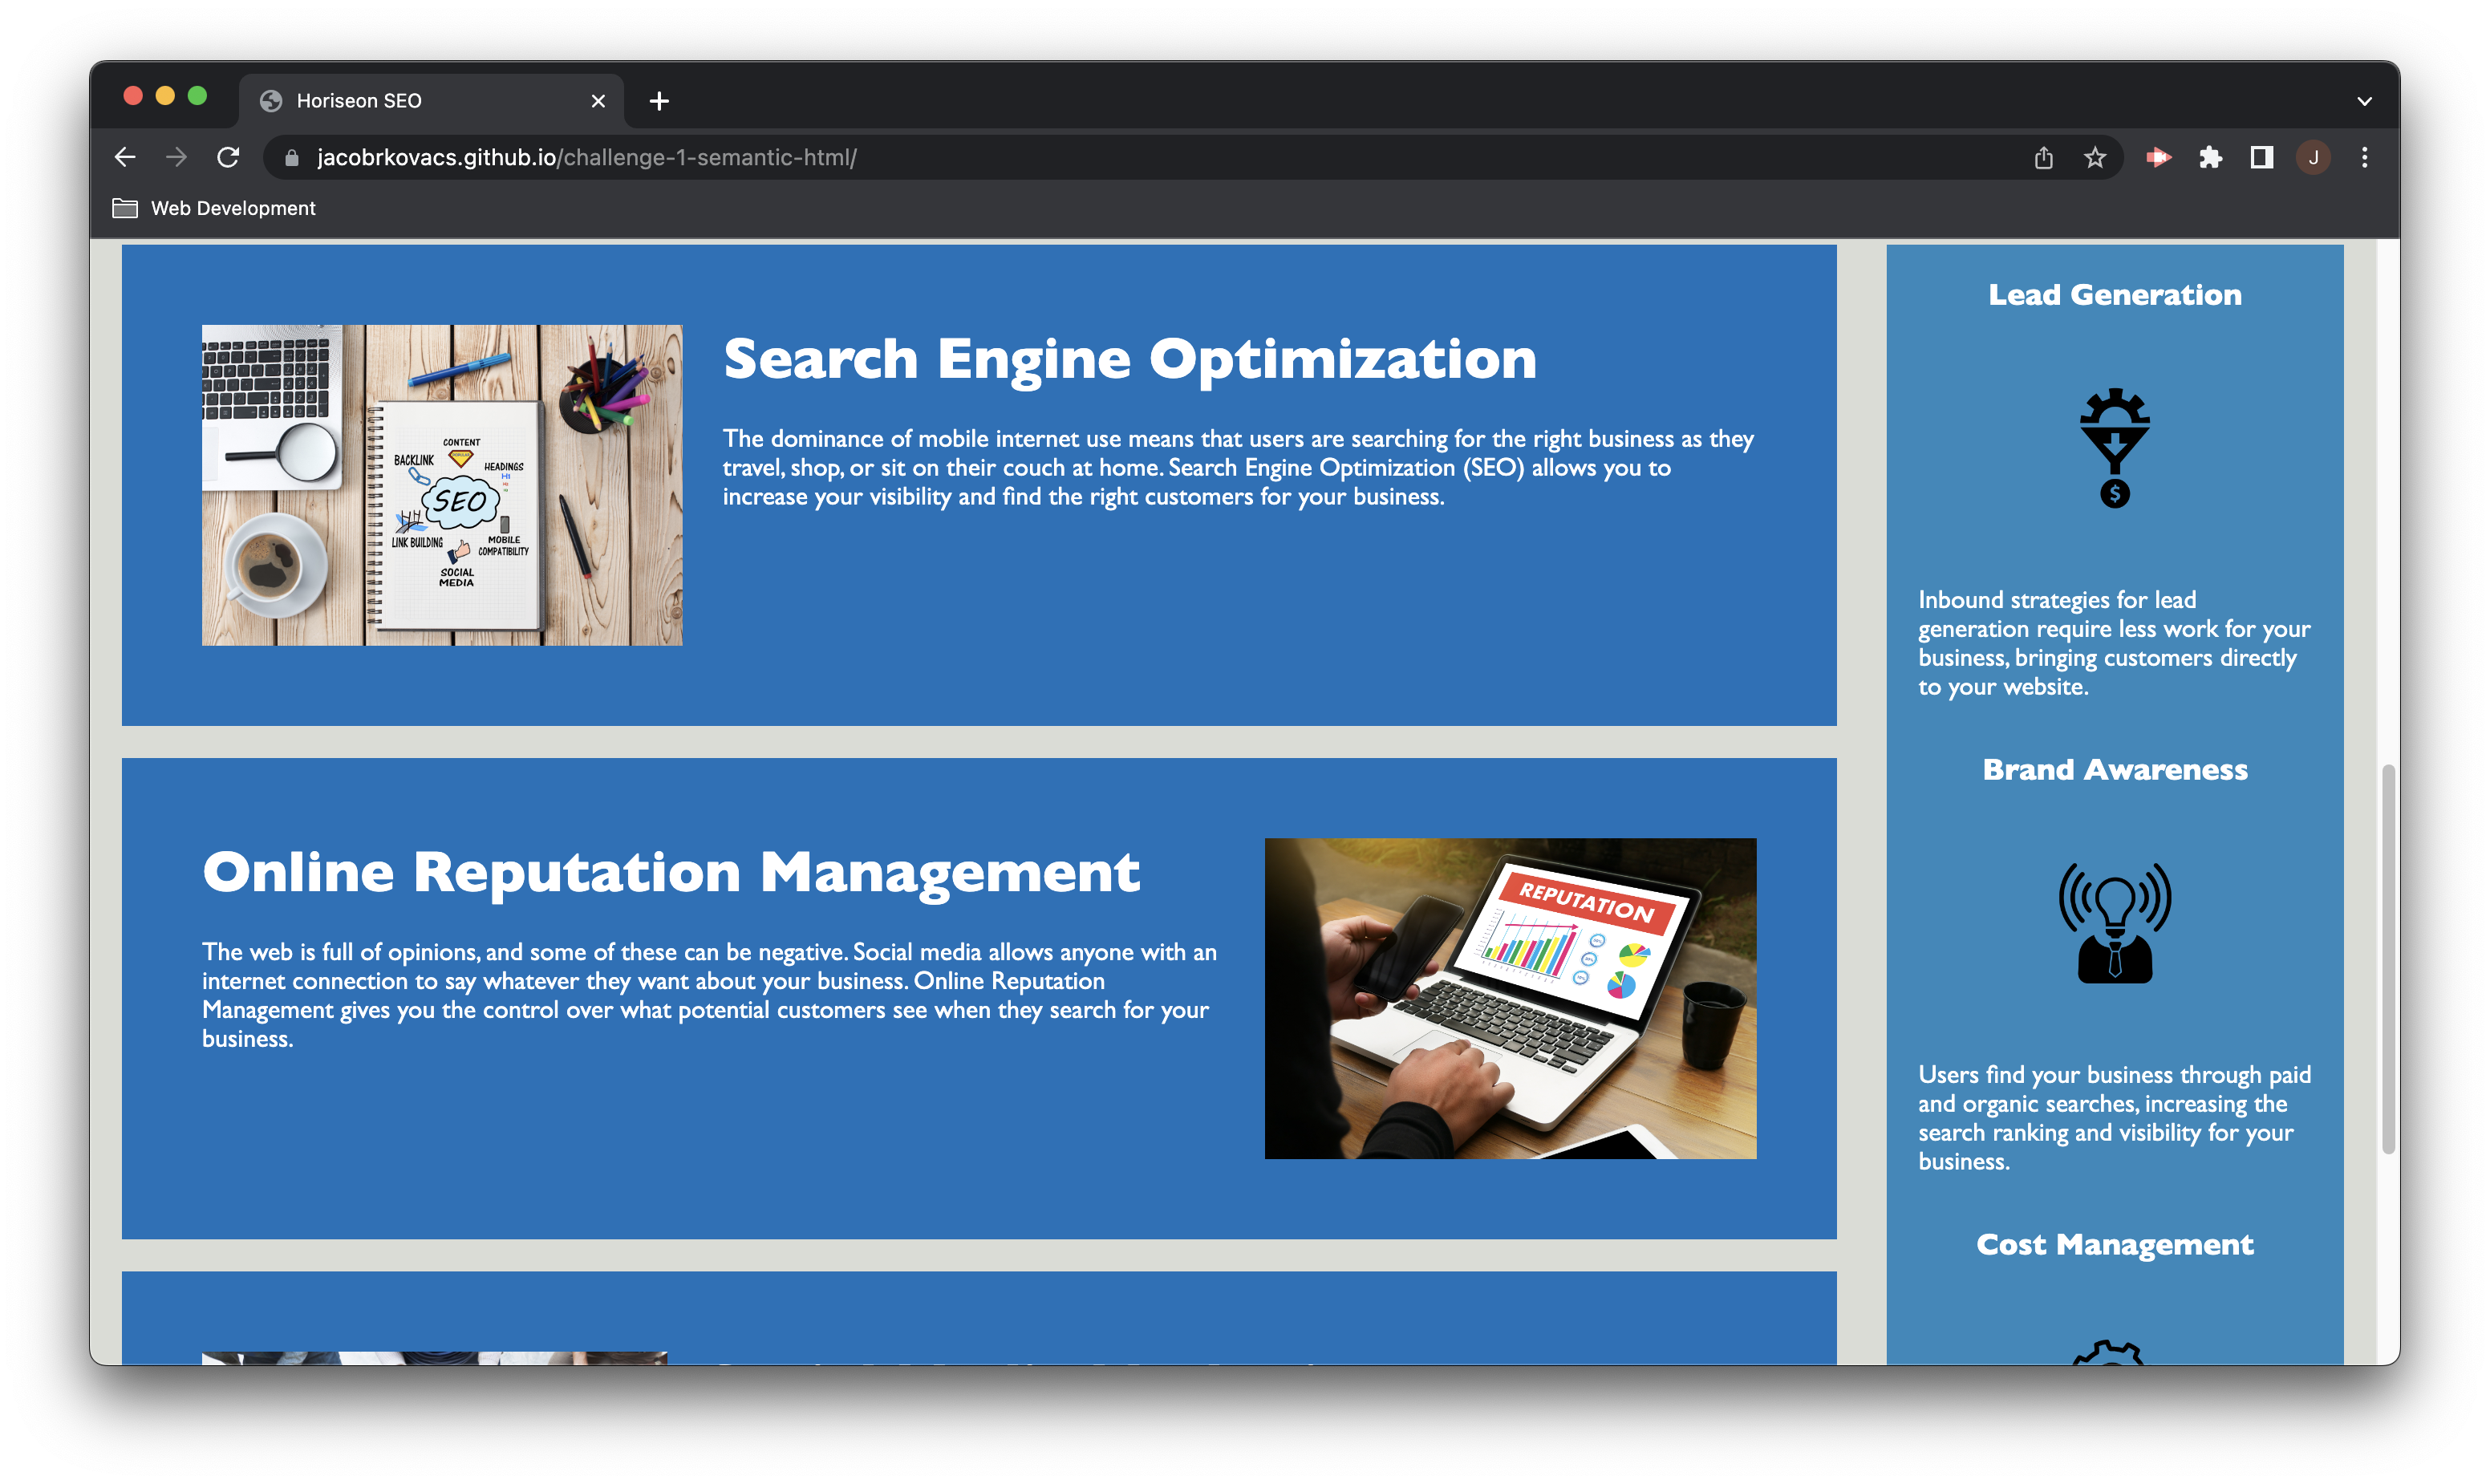 Horiseon SEO
jacobrkovacs.github.io/challenge-1-semantic-html/
J
Web Development
Search Engine Optimization
The dominance of mobile internet use means that users are searching for the right business as they
travel, shop, or sit on their couch at home. Search Engine Optimization (SEO) allows you to
increase your visibility and find the right customers for your business.
CONTENT
BACKLINK
HEADINGS
H1
SEO
LINK BUILDING
MOBILE
COMPATIBILITY
SOCIAL
MEDIA
Online Reputation Management
The web is full of opinions, and some of these can be negative. Social media allows anyone with an
internet connection to say whatever they want about your business. Online Reputation
Management gives you the control over what potential customers see when they search for your
business.
REPUTATION
Lead Generation
$
Inbound strategies for lead
generation require less work for your
business, bringing customers directly
to your website.
Brand Awareness
Users find your business through paid
and organic searches, increasing the
search ranking and visibility for your
business.
Cost Management